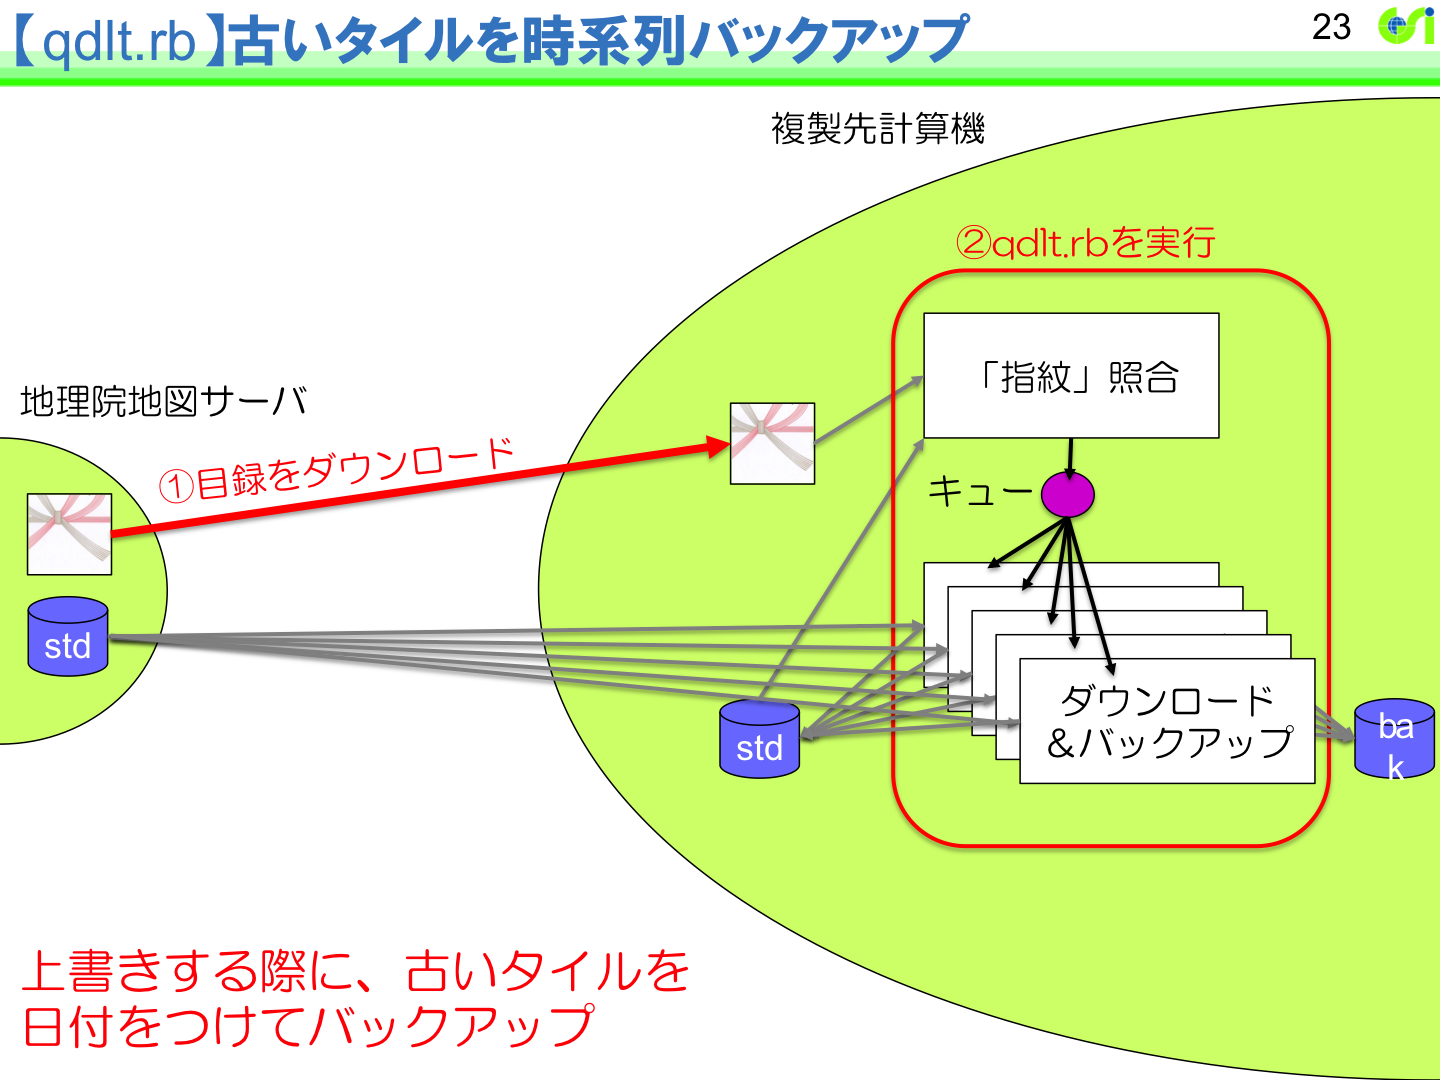 【qdlt.rb】古いタイルを時系列バックアップ
23
複製先計算機
②qdlt.rbを実行
「指紋」照合
地理院地図サーバ
①目録をダウンロード
キュー
std
std
ダウンロード
&バックアップ
ba
k
上書きする際に、古いタイルを
日付をつけてバックアップ